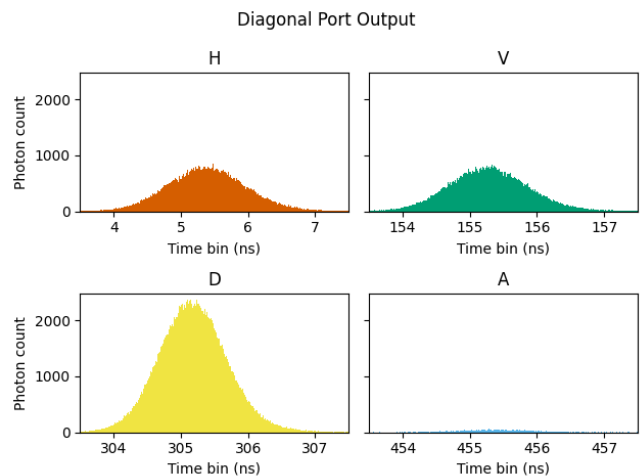 Diagonal Port Output
H
V
Photon count
2000
1000
0
4 5 6 7
154 155 156 157
Time bin (ns)
Time bin (ns)
D
A
Photon count
2000
1000
0
304 305 306 307
454 455 456 457
Time bin (ns)
Time bin (ns)